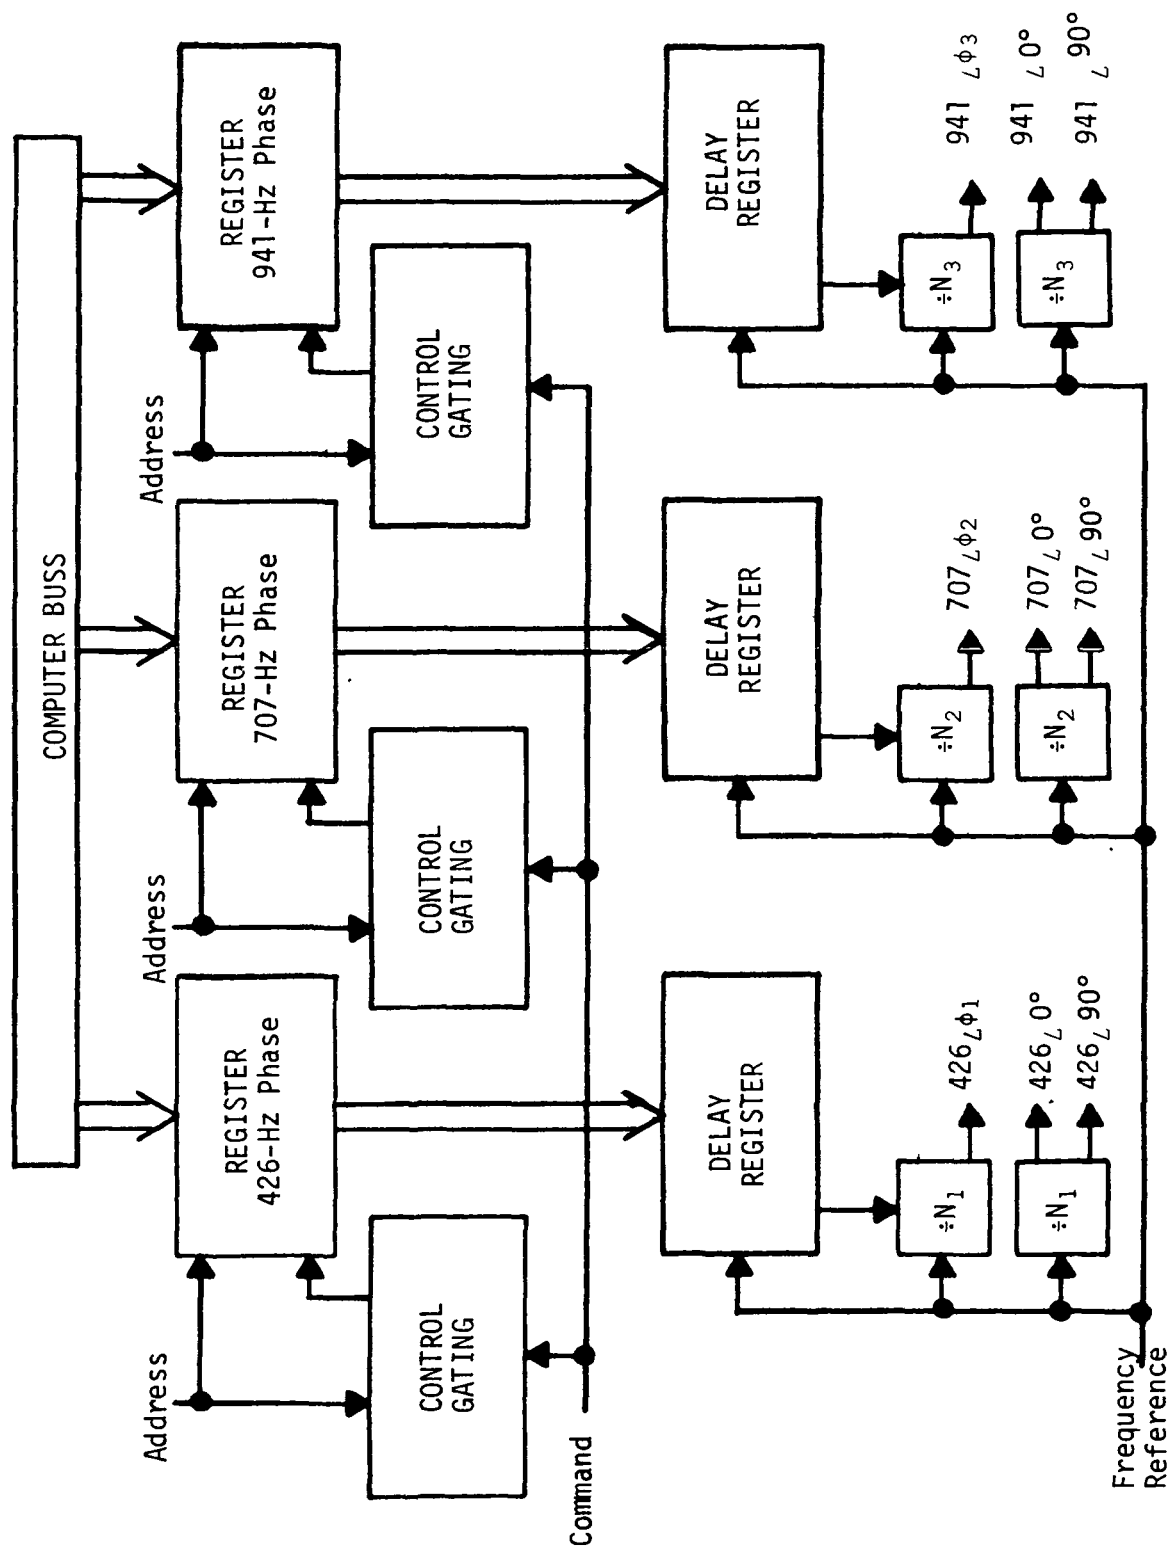 COMPUTER BUSS
Address
Address
Address
REGISTER
426-Hz Phase
REGISTER
707-Hz Phase
REGISTER
941-Hz Phase
CONTROL
GATING
CONTROL
GATING
CONTROL
GATING
Command
DELAY
REGISTER
DELAY
REGISTER
DELAY
REGISTER
÷N₁
426∠ϕ₁
÷N₂
707∠ϕ₂
÷N₃
941 ∠ϕ₃
÷N₁
426∠0°
426∠90°
÷N₂
707∠0°
707∠90°
÷N₃
941 ∠0°
941 ∠90°
Frequency
Reference